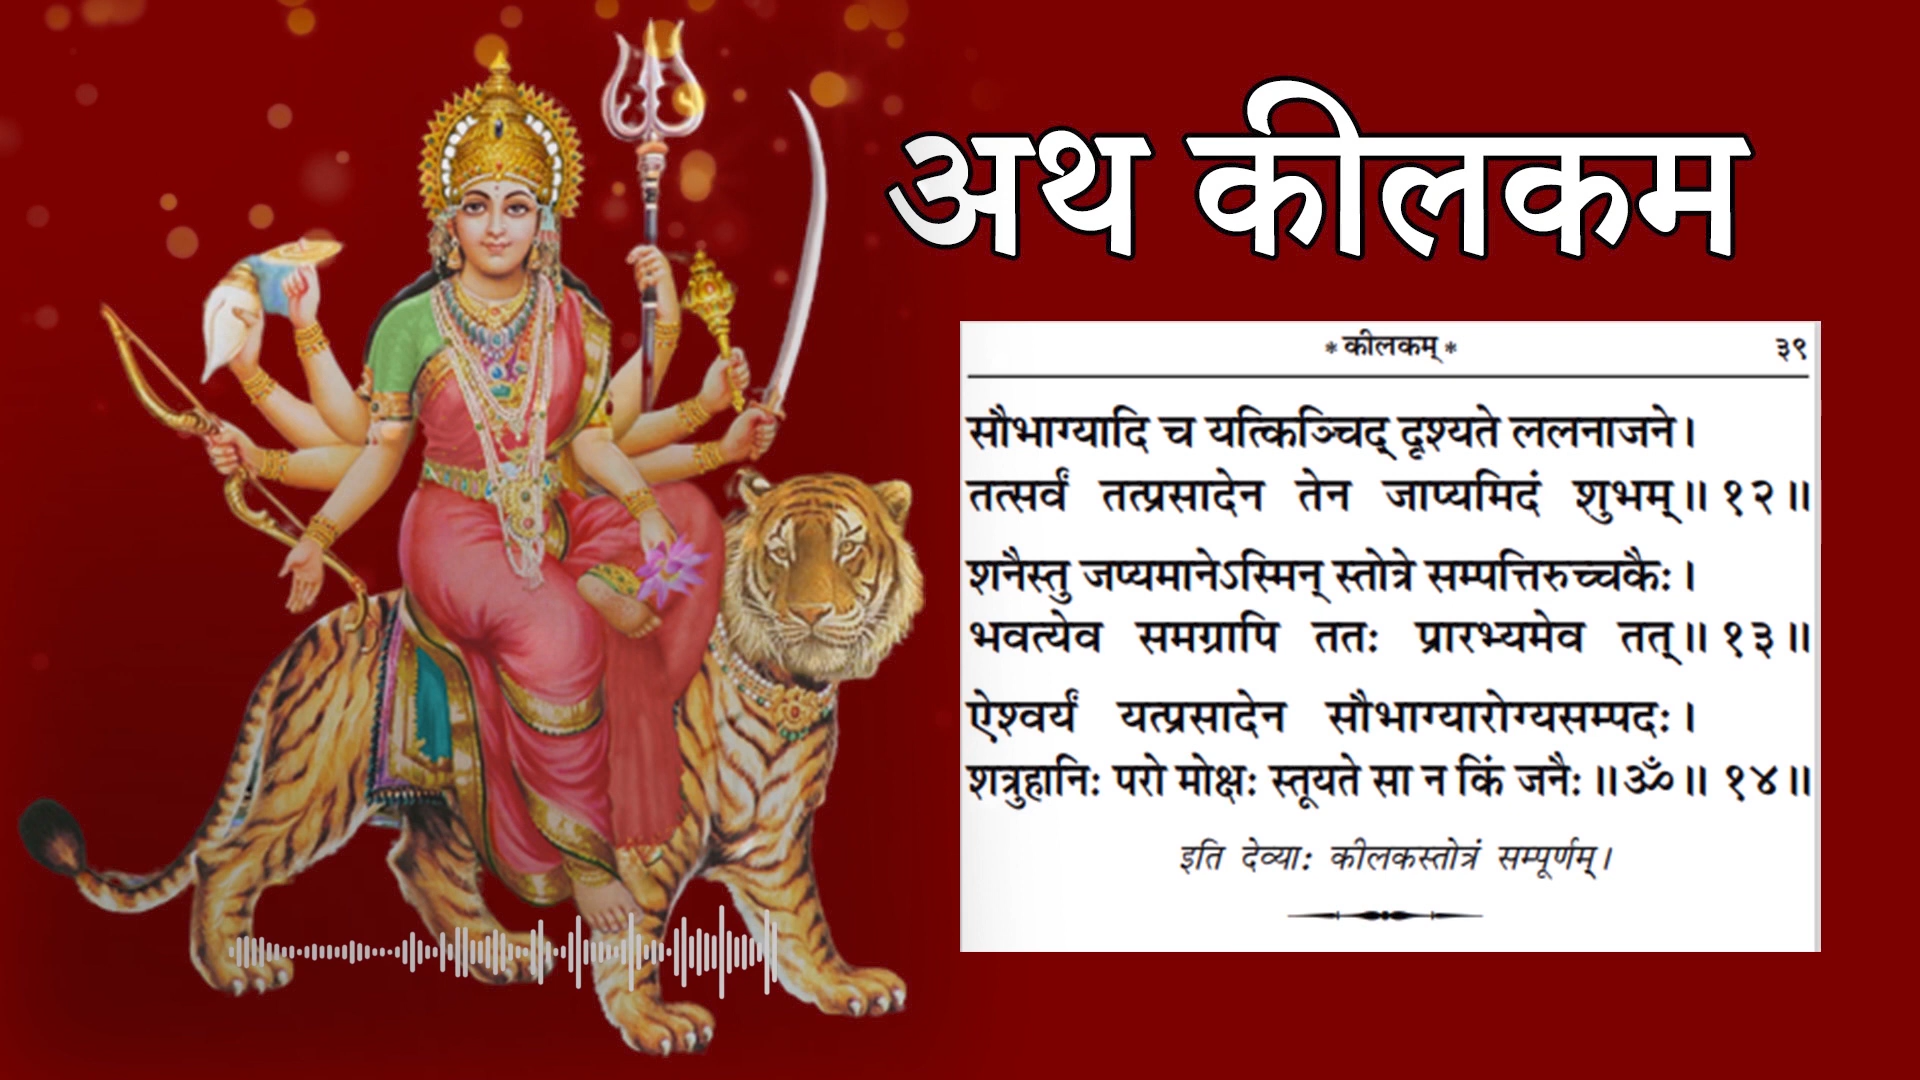 अथ कीलकम
* कीलकम् * ३९
सौभाग्यादि च यत्किञ्चिद् दृश्यते ललनाजने।
तत्सर्वं तत्प्रसादेन तेन जाप्यमिदं शुभम्॥ १२॥
शनैस्तु जप्यमानेऽस्मिन् स्तोत्रे सम्पत्तिरुच्चकैः।
भवत्येव समग्रापि ततः प्रारभ्यमेव तत्॥ १३॥
ऐश्वर्यं यत्प्रसादेन सौभाग्यारोग्यसम्पदः।
शत्रुहानिः परो मोक्षः स्तूयते सा न किं जनैः॥ॐ॥ १४॥
इति देव्याः कीलकस्तोत्रं सम्पूर्णम्।